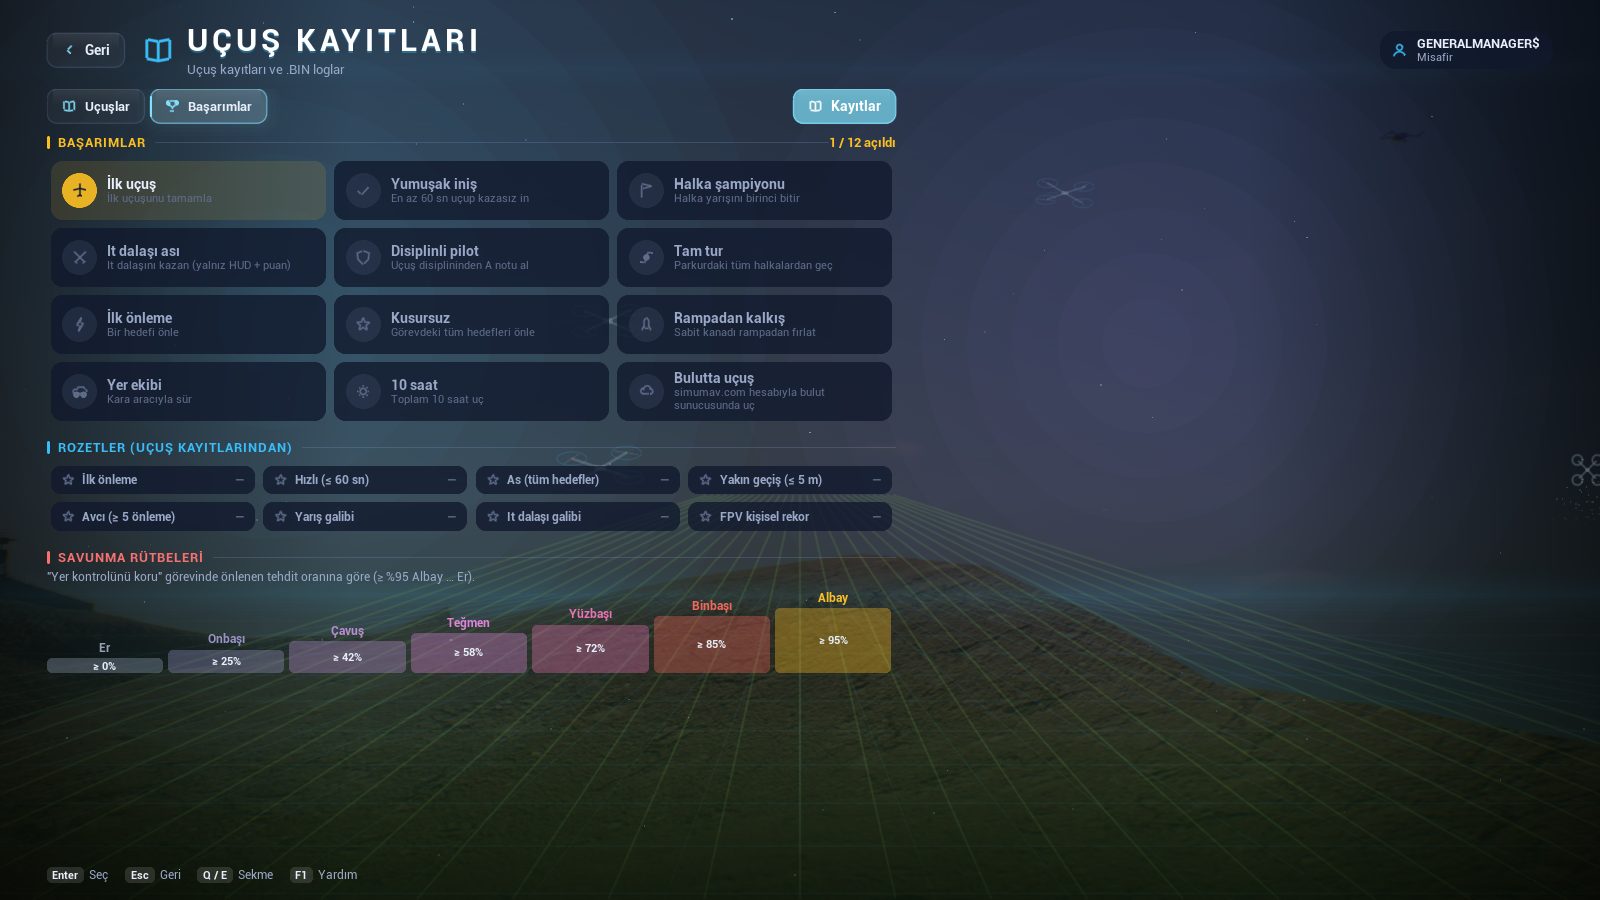 Geri
UÇUŞ KAYITLARI
Uçuş kayıtları ve .BIN loglar
GENERALMANAGER$
Misafir
Uçuşlar
Başarımlar
Kayıtlar
BAŞARIMLAR
1 / 12 açıldı
İlk uçuş
İlk uçuşunu tamamla
Yumuşak iniş
En az 60 sn uçup kazasız in
Halka şampiyonu
Halka yarışını birinci bitir
It dalaşı ası
It dalaşını kazan (yalnız HUD + puan)
Disiplinli pilot
Uçuş disiplininden A notu al
Tam tur
Parkurdaki tüm halkalardan geç
İlk önleme
Bir hedefi önle
Kusursuz
Görevdeki tüm hedefleri önle
Rampadan kalkış
Sabit kanadı rampadan fırlat
Yer ekibi
Kara aracıyla sür
10 saat
Toplam 10 saat uç
Bulutta uçuş
simumav.com hesabıyla bulut
sunucusunda uç
ROZETLER (UÇUŞ KAYITLARINDAN)
İlk önleme –
Hızlı (≤ 60 sn) –
As (tüm hedefler) –
Yakın geçiş (≤ 5 m) –
Avcı (≥ 5 önleme) –
Yarış galibi –
It dalaşı galibi –
FPV kişisel rekor –
SAVUNMA RÜTBELERİ
"Yer kontrolünü koru" görevinde önlenen tehdit oranına göre (≥ %95 Albay ... Er).
Er
≥ 0%
Onbaşı
≥ 25%
Çavuş
≥ 42%
Teğmen
≥ 58%
Yüzbaşı
≥ 72%
Binbaşı
≥ 85%
Albay
≥ 95%
Enter Seç Esc Geri Q / E Sekme F1 Yardım